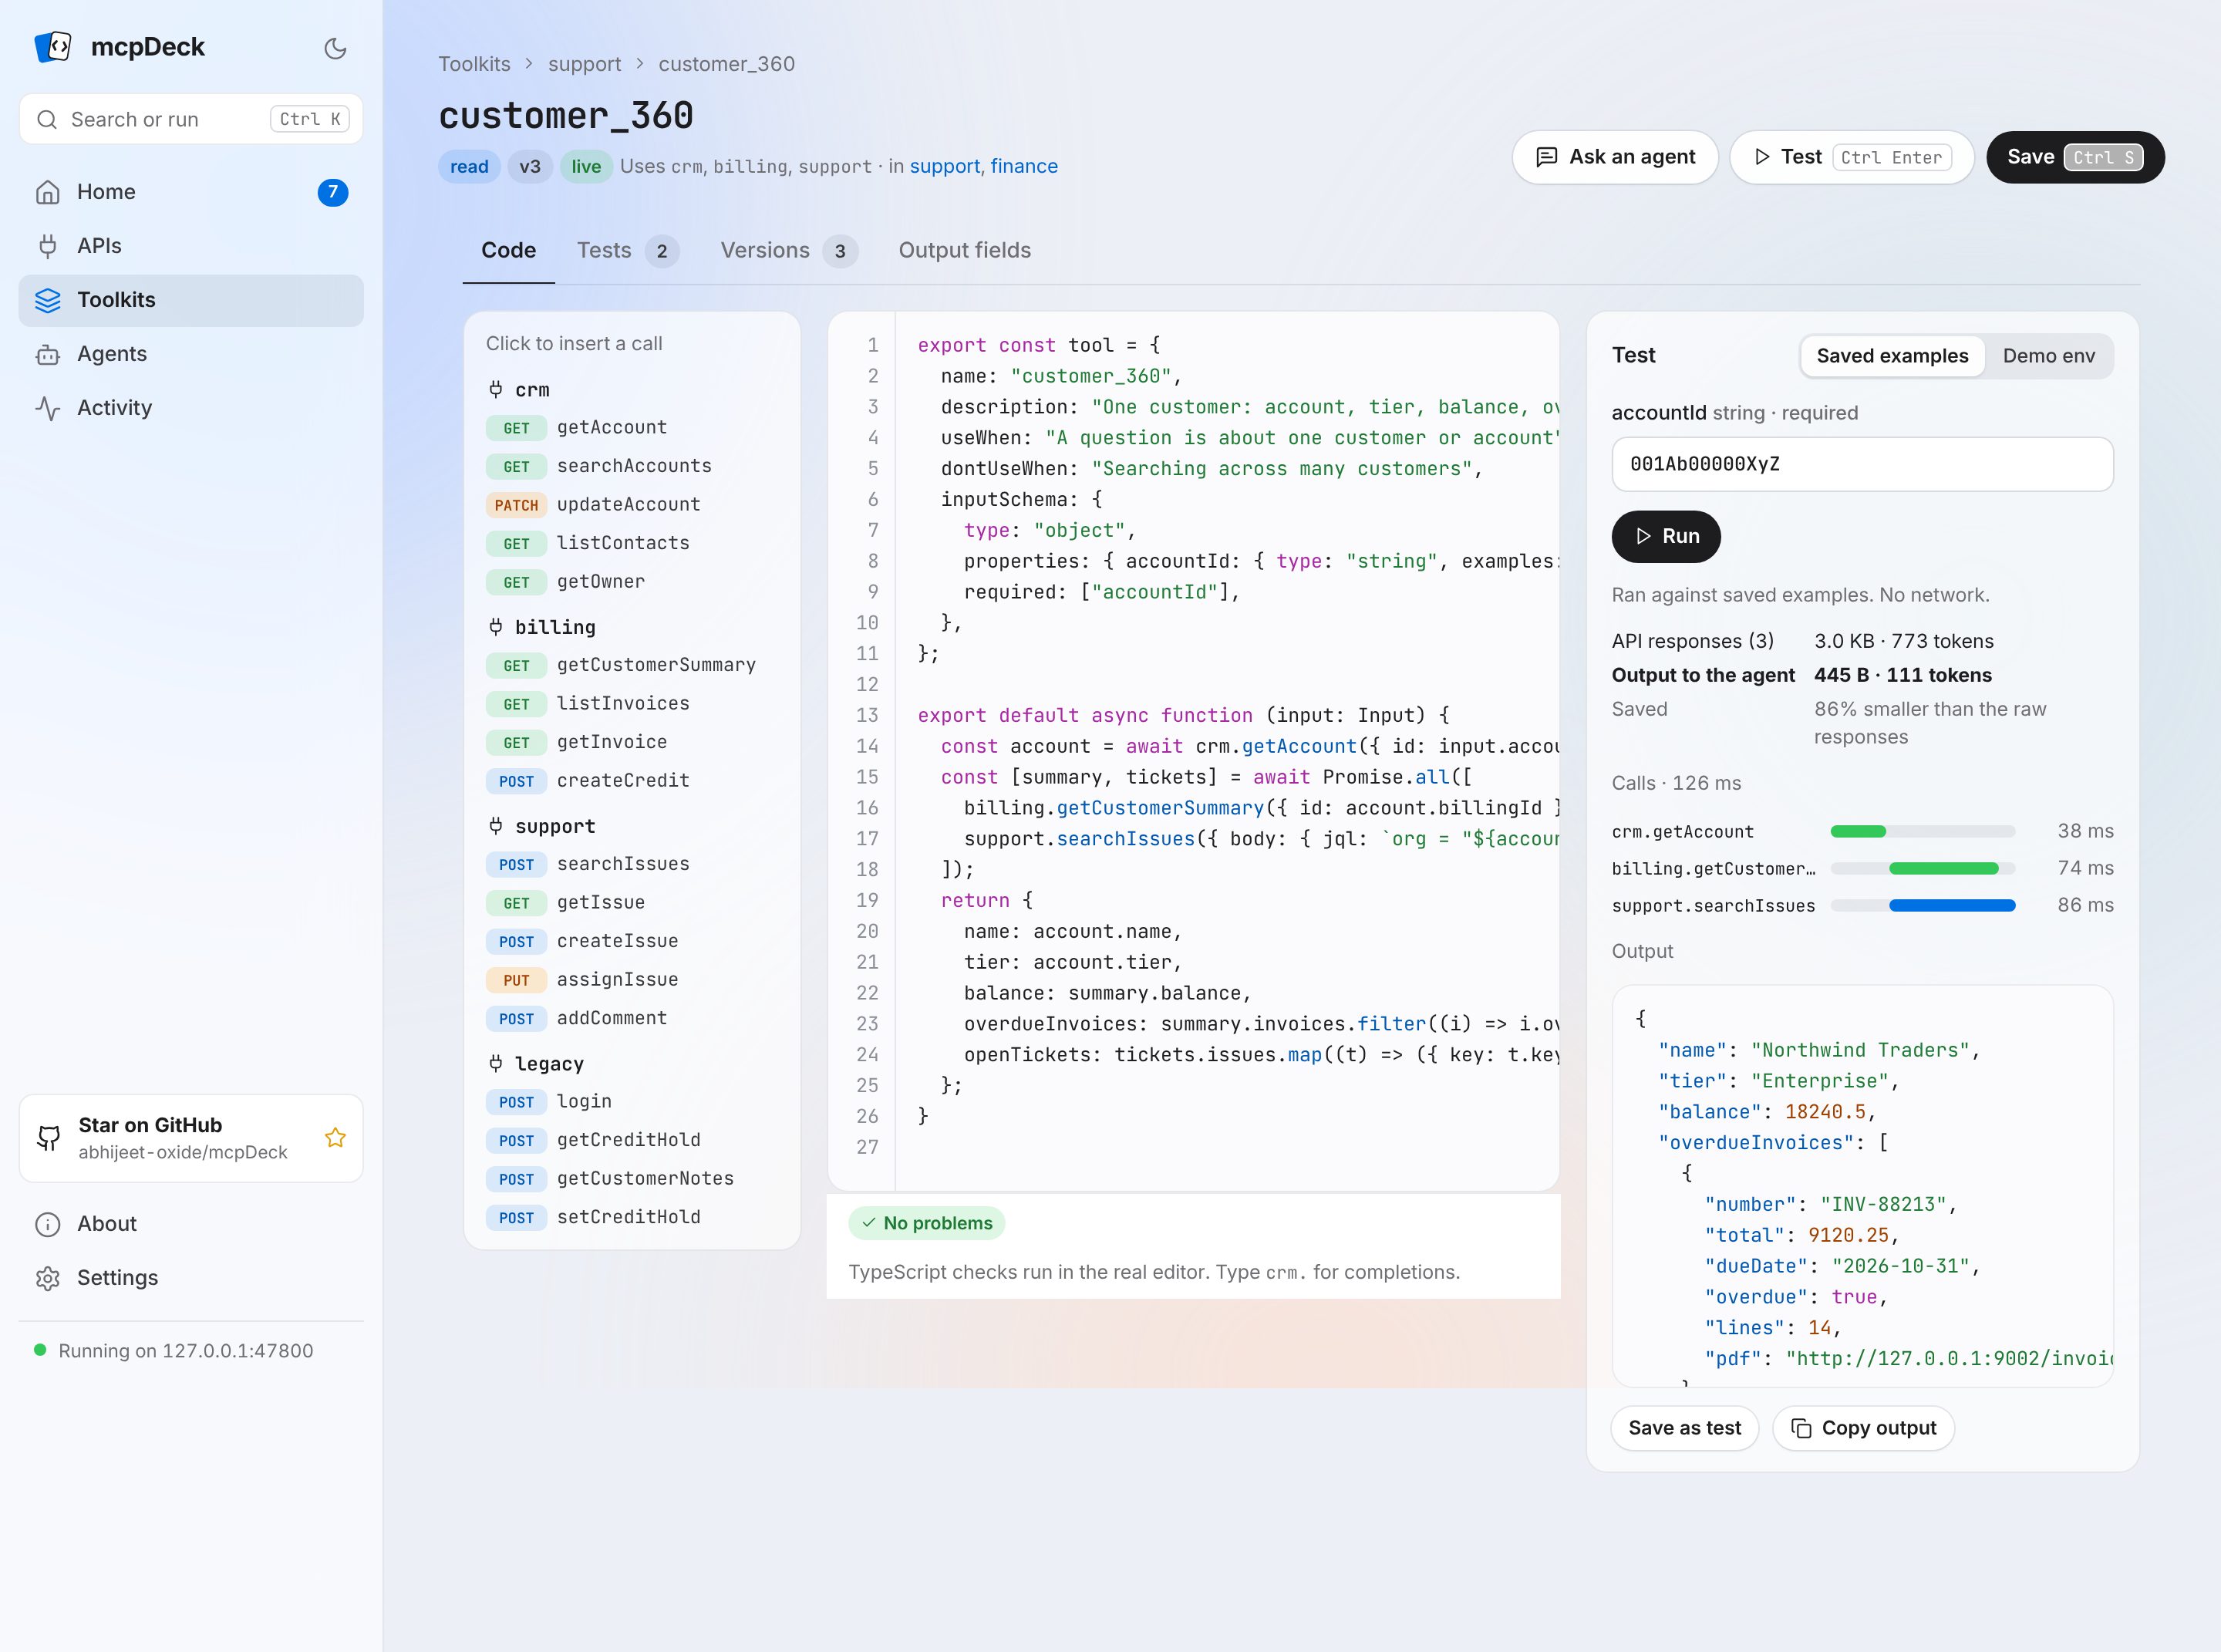 mcpDeck
Search or run Ctrl K
Home 7
APIs
Toolkits
Agents
Activity
Star on GitHub
abhijeet-oxide/mcpDeck
About
Settings
Running on 127.0.0.1:47800
Toolkits > support > customer_360
customer_360
read v3 live Uses crm, billing, support · in support, finance
Ask an agent
Test Ctrl Enter
Save Ctrl S
Code Tests 2 Versions 3 Output fields
Click to insert a call
crm
GET getAccount
GET searchAccounts
PATCH updateAccount
GET listContacts
GET getOwner
billing
GET getCustomerSummary
GET listInvoices
GET getInvoice
POST createCredit
support
POST searchIssues
GET getIssue
POST createIssue
PUT assignIssue
POST addComment
legacy
POST login
POST getCreditHold
POST getCustomerNotes
POST setCreditHold
1 export const tool = {
2 name: "customer_360",
3 description: "One customer: account, tier, balance, ov
4 useWhen: "A question is about one customer or account"
5 dontUseWhen: "Searching across many customers",
6 inputSchema: {
7 type: "object",
8 properties: { accountId: { type: "string", examples:
9 required: ["accountId"],
10 },
11 };
12
13 export default async function (input: Input) {
14 const account = await crm.getAccount({ id: input.accou
15 const [summary, tickets] = await Promise.all([
16 billing.getCustomerSummary({ id: account.billingId }
17 support.searchIssues({ body: { jql: `org = "${accoun
18 ]);
19 return {
20 name: account.name,
21 tier: account.tier,
22 balance: summary.balance,
23 overdueInvoices: summary.invoices.filter((i) => i.ov
24 openTickets: tickets.issues.map((t) => ({ key: t.key
25 };
26 }
27
No problems
TypeScript checks run in the real editor. Type crm. for completions.
Test Saved examples Demo env
accountId string · required
001Ab00000XyZ
Run
Ran against saved examples. No network.
API responses (3) 3.0 KB · 773 tokens
Output to the agent 445 B · 111 tokens
Saved 86% smaller than the raw
responses
Calls · 126 ms
crm.getAccount 38 ms
billing.getCustomer… 74 ms
support.searchIssues 86 ms
Output
{
"name": "Northwind Traders",
"tier": "Enterprise",
"balance": 18240.5,
"overdueInvoices": [
{
"number": "INV-88213",
"total": 9120.25,
"dueDate": "2026-10-31",
"overdue": true,
"lines": 14,
"pdf": "http://127.0.0.1:9002/invoic
}
Save as test
Copy output